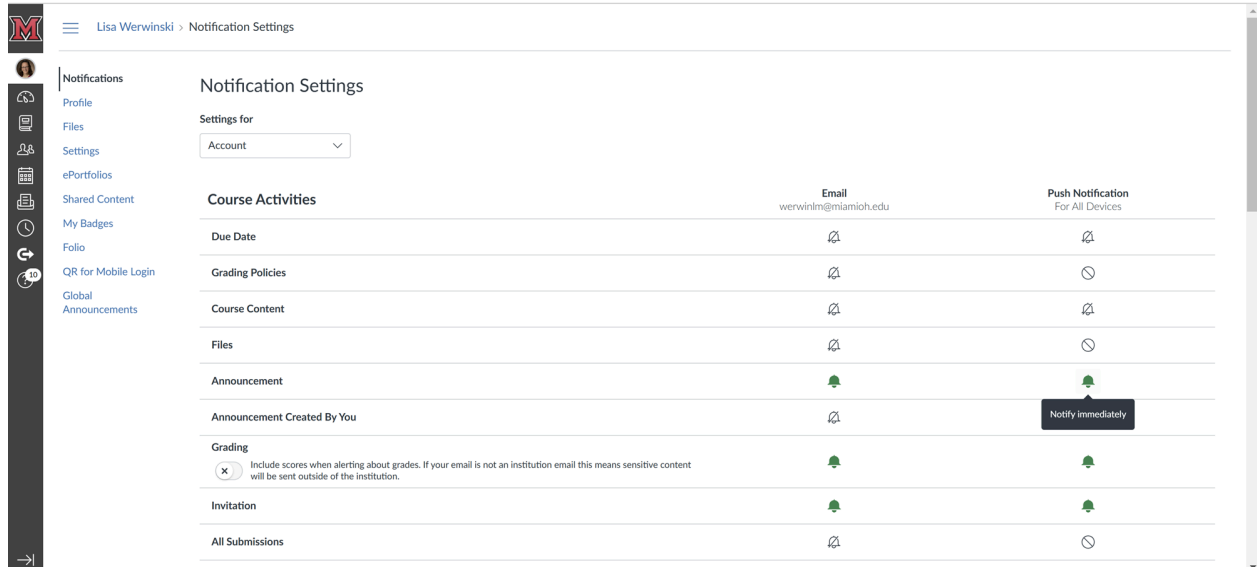 M
Lisa Werwinski > Notification Settings
Notifications
Profile
Files
Settings
ePortfolios
Shared Content
My Badges
Folio
QR for Mobile Login
Global
Announcements
10
Notification Settings
Settings for
Account
Course Activities
Email
werwinlm@miamioh.edu
Push Notification
For All Devices
Due Date
Grading Policies
Course Content
Files
Announcement
Announcement Created By You
Notify immediately
Grading
Include scores when alerting about grades. If your email is not an institution email this means sensitive content
will be sent outside of the institution.
Invitation
All Submissions